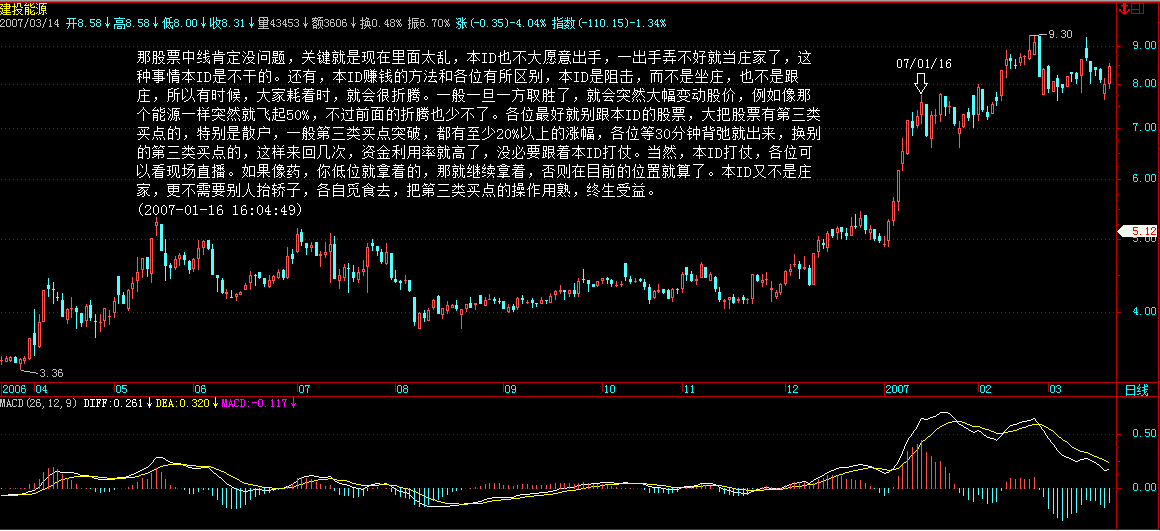 建投能源
2007/03/14 开8.58↓高8.58↓低8.00↓收8.31↓量43453↓额3606↓换0.48% 振6.70% 涨(-0.35)-4.04% 指数(-110.15)-1.34%
那股票中线肯定没问题，关键就是现在里面太乱，本ID也不大愿意出手，一出手弄不好就当庄家了，这
种事情本ID是不干的。还有，本ID赚钱的方法和各位有所区别，本ID是阻击，而不是坐庄，也不是跟
庄，所以有时候，大家耗着时，就会很折腾。一般一旦一方取胜了，就会突然大幅变动股价，例如像那
个能源一样突然就飞起50%，不过前面的折腾也少不了。各位最好就别跟本ID的股票，大把股票有第三类
买点的，特别是散户，一般第三类买点突破，都有至少20%以上的涨幅，各位等30分钟背弛就出来，换别
的第三类买点的，这样来回几次，资金利用率就高了，没必要跟着本ID打仗。当然，本ID打仗，各位可
以看现场直播。如果像药，你低位就拿着的，那就继续拿着，否则在目前的位置就算了。本ID又不是庄
家，更不需要别人抬轿子，各自觅食去，把第三类买点的操作用熟，终生受益。
(2007-01-16 16:04:49)
07/01/16
9.30
9.00
8.00
7.00
6.00
5.12
5.00
4.00
3.36
2006 04 05 06 07 08 09 10 11 12 2007 02 03 日线
MACD(26,12,9) DIFF:0.261↓DEA:0.320↓MACD:-0.117↓
0.50
0.00